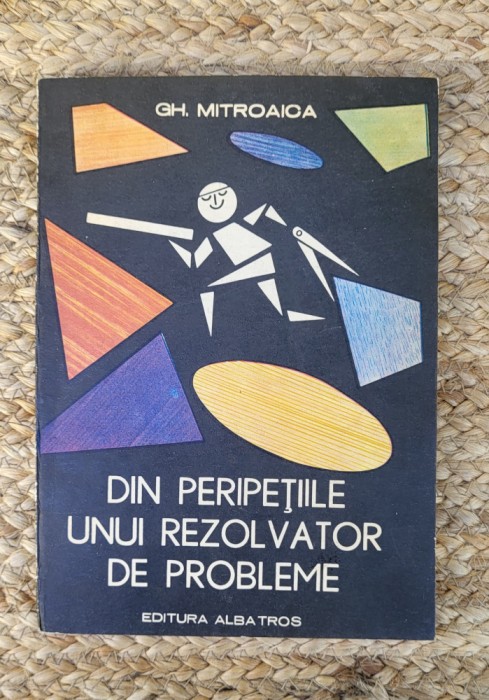 GH. MITROAICA
DIN PERIPEŢIILE
UNUI REZOLVATOR
DE PROBLEME
EDITURA ALBATROS